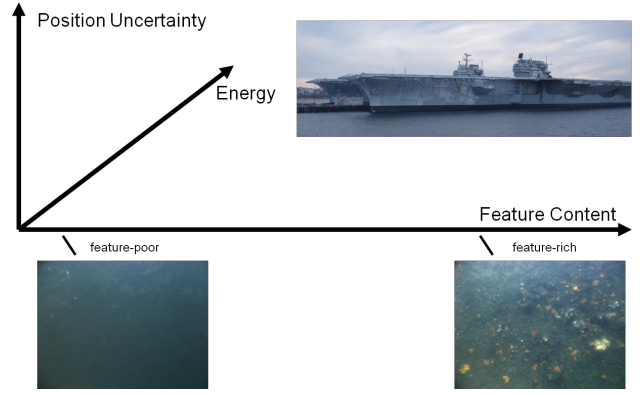 Position Uncertainty
Energy
Feature Content
feature-poor
feature-rich